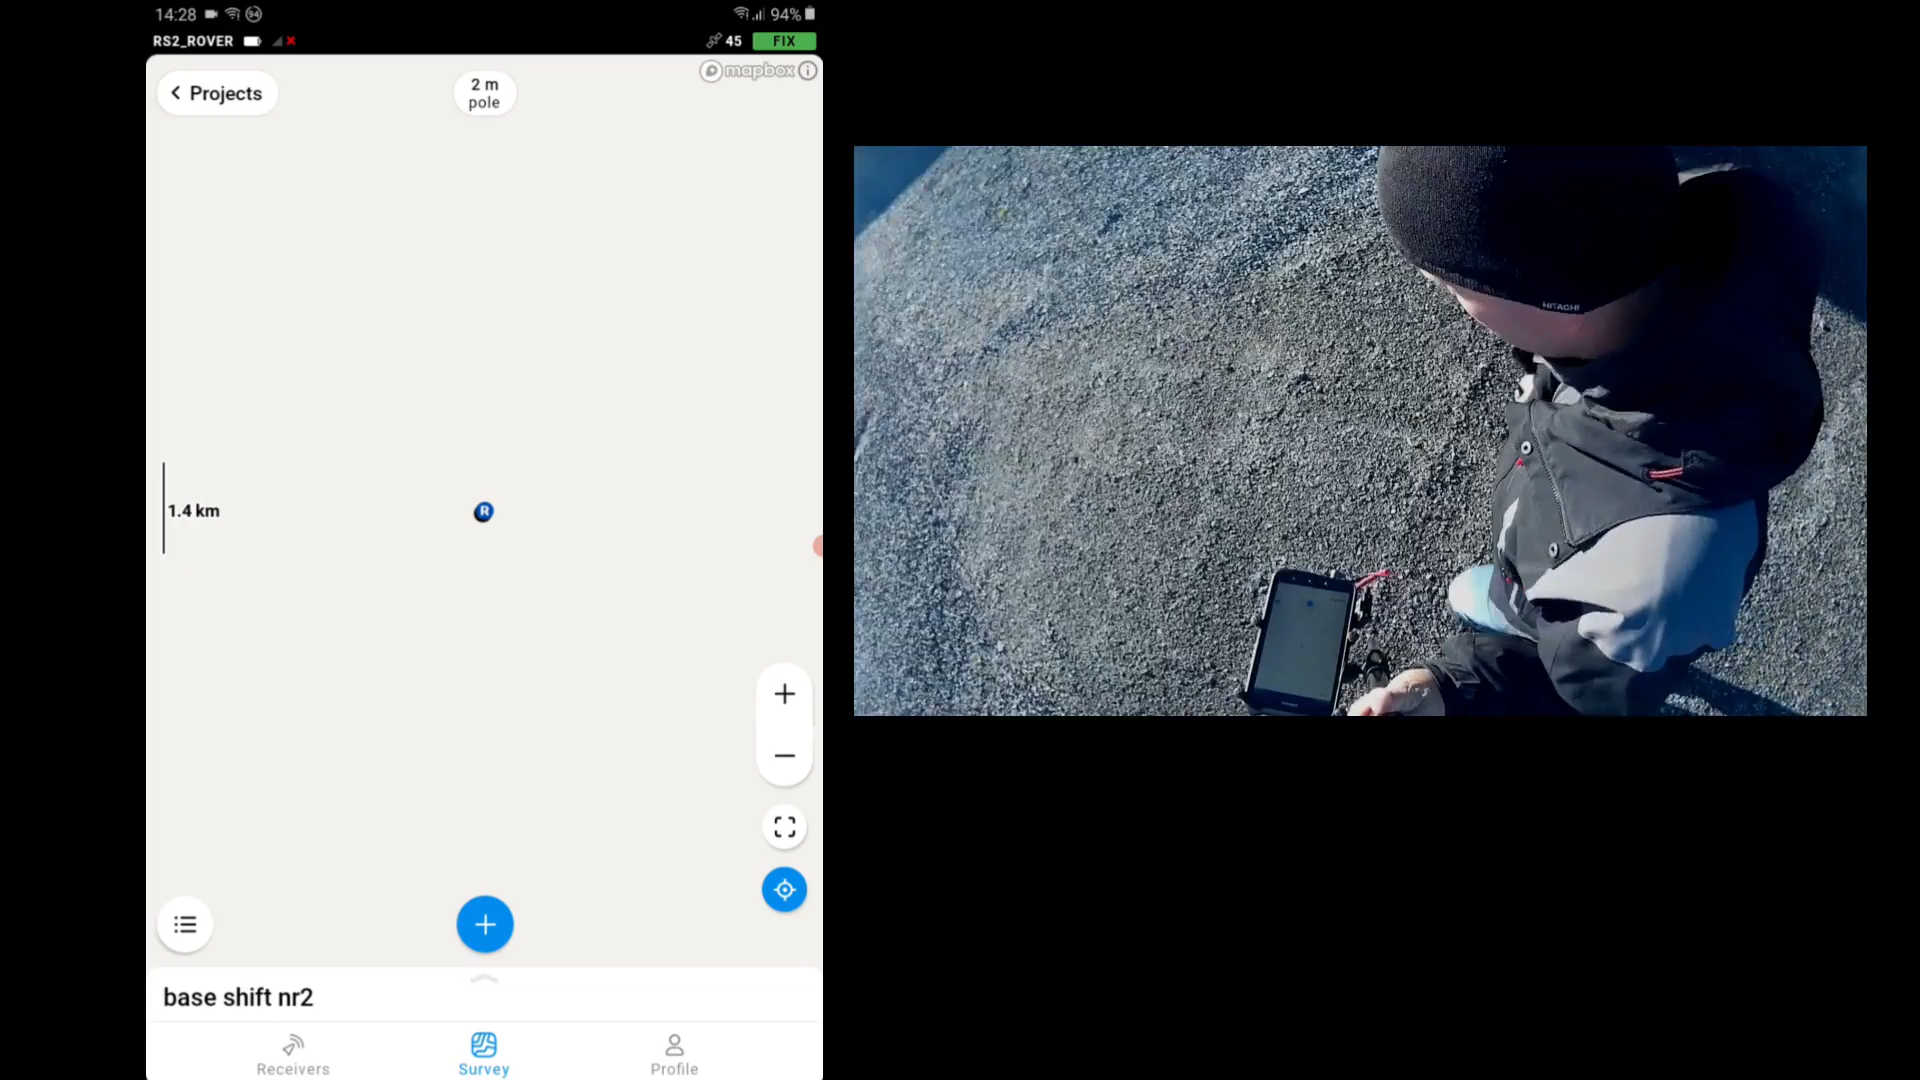 14:28 94 94%
RS2_ROVER 45 FIX
mapbox
Projects
2 m
pole
1.4 km
R
base shift nr2
Receivers
Survey
Profile
HITACHI